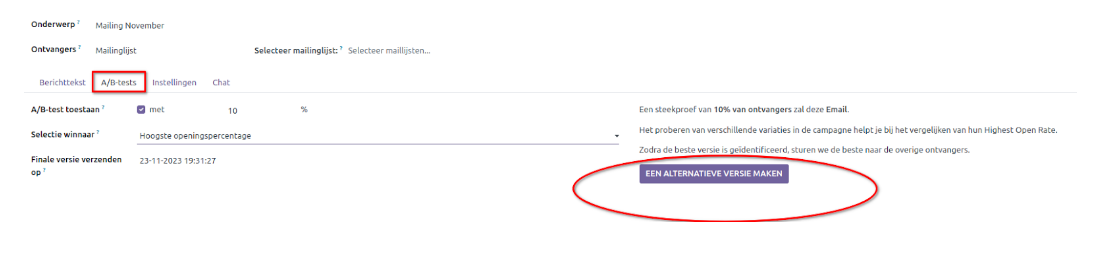 Onderwerp ? Mailing November
Ontvangers ? Mailinglijst Selecteer mailinglijst: ? Selecteer maillijsten...
Berichttekst A/B-tests Instellingen Chat
A/B-test toestaan ? met 10 % Een steekproef van 10% van ontvangers zal deze Email.
Selectie winnaar ? Hoogste openingspercentage Het proberen van verschillende variaties in de campagne helpt je bij het vergelijken van hun Highest Open Rate.
Finale versie verzenden 23-11-2023 19:31:27 Zodra de beste versie is geïdentificeerd, sturen we de beste naar de overige ontvangers.
op ?
EEN ALTERNATIEVE VERSIE MAKEN